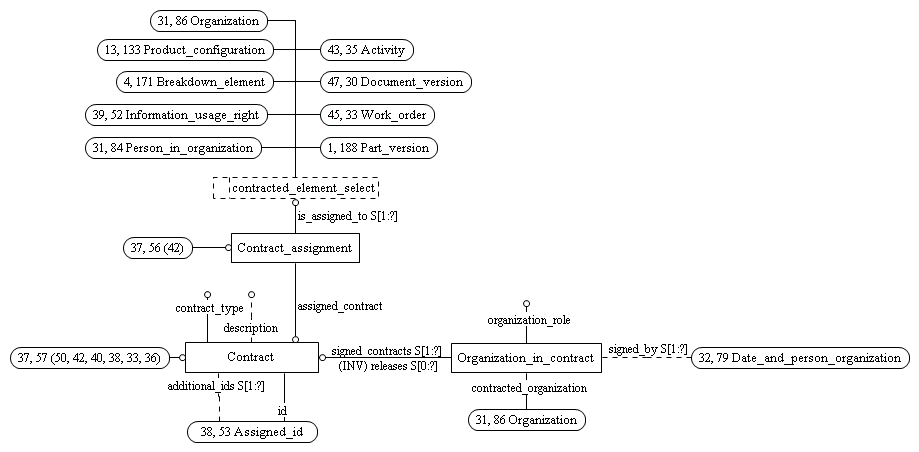 31, 86 Organization
13, 133 Product_configuration
43, 35 Activity
4, 171 Breakdown_element
47, 30 Document_version
39, 52 Information_usage_right
45, 33 Work_order
31, 84 Person_in_organization
1, 188 Part_version
contracted_element_select
is_assigned_to S[1:?]
37, 56 (42)
Contract_assignment
contract_type
assigned_contract
description
organization_role
37, 57 (50, 42, 40, 38, 33, 36)
Contract
signed_contracts S[1:?]
(INV) releases S[0:?]
Organization_in_contract
signed_by S[1:?]
32, 79 Date_and_person_organization
additional_ids S[1:?]
id
contracted_organization
38, 53 Assigned_id
31, 86 Organization